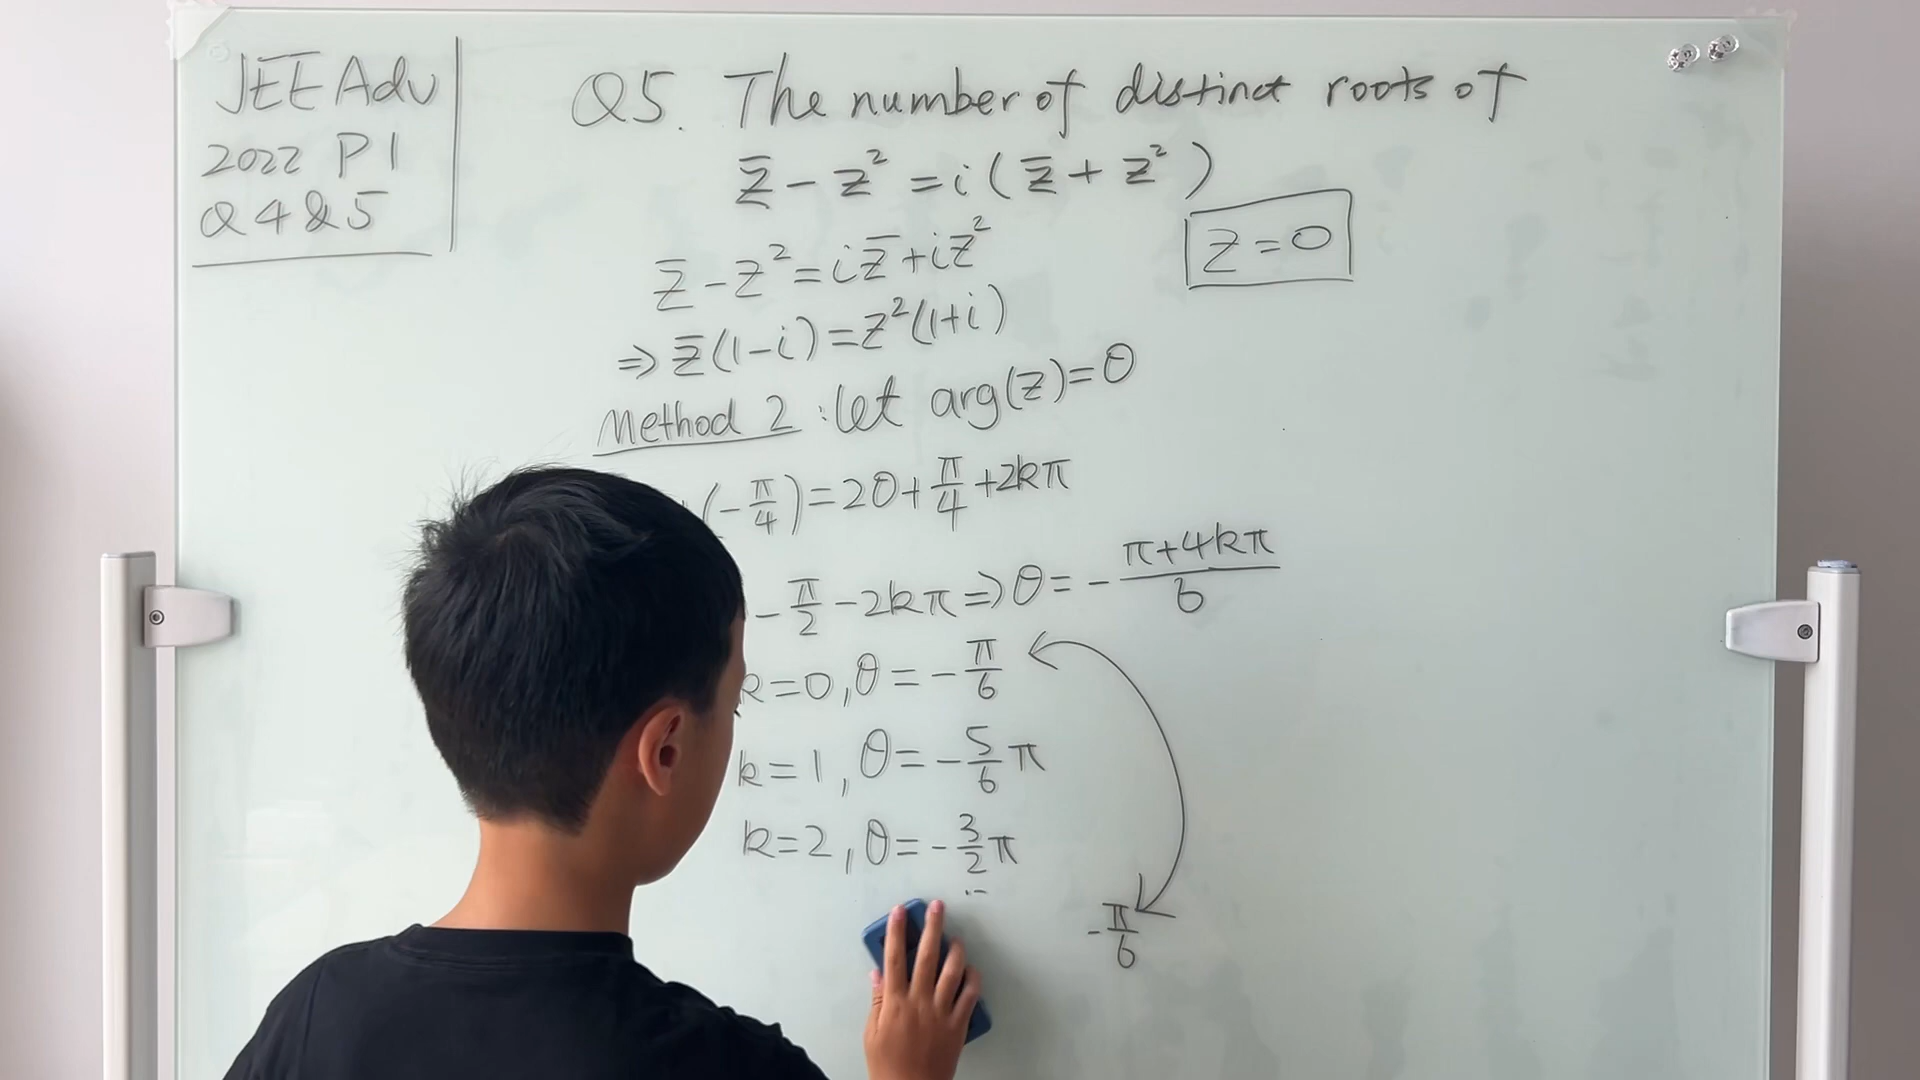 JEE Adv
2022 P1
Q4&5
Q5. The number of distinct roots of
z̄ - z² = i(z̄ + z²)
z = 0
z̄ - z² = iz̄ + iz²
⇒ z̄(1-i) = z²(1+i)
Method 2 : let arg(z) = θ
(-π/4) = 2θ + π/4 + 2kπ
-π/2 - 2kπ ⇒ θ = - (π+4kπ)/6
k=0, θ = -π/6
k=1, θ = -5/6 π
k=2, θ = -3/2 π
-π/6